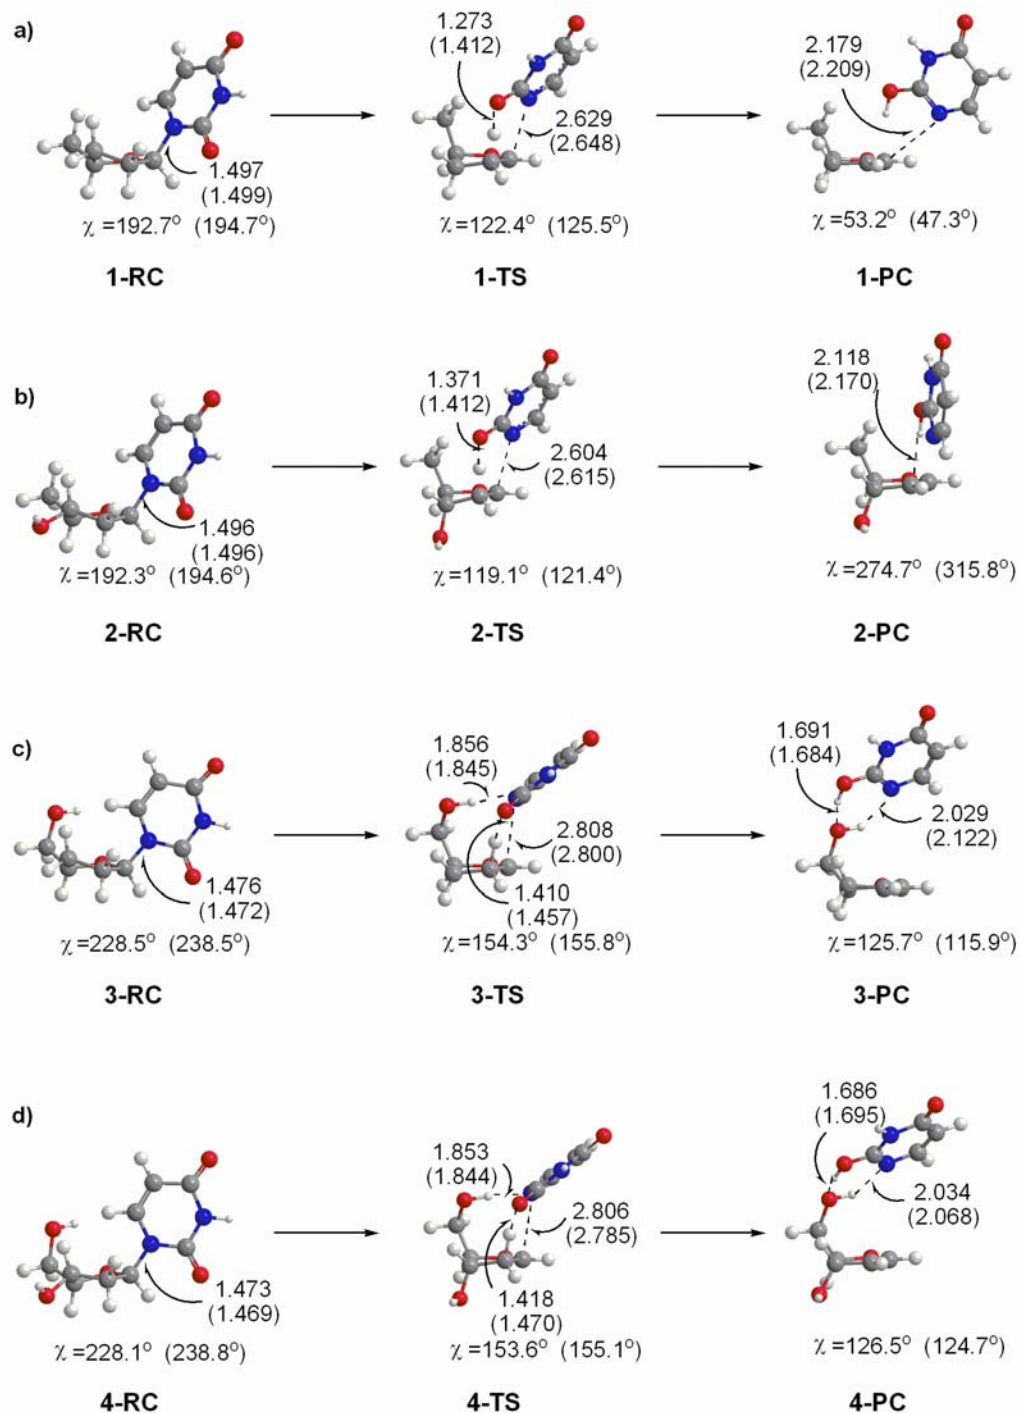 a)
1.273
(1.412)
2.179
(2.209)
2.629
(2.648)
1.497
(1.499)
χ=192.7° (194.7°)
χ=122.4° (125.5°)
χ=53.2° (47.3°)
1-RC
1-TS
1-PC
b)
1.371
(1.412)
2.118
(2.170)
2.604
(2.615)
1.496
(1.496)
χ=192.3° (194.6°)
χ=119.1° (121.4°)
χ=274.7° (315.8°)
2-RC
2-TS
2-PC
c)
1.856
(1.845)
1.691
(1.684)
2.808
(2.800)
2.029
(2.122)
1.476
(1.472)
1.410
(1.457)
χ=228.5° (238.5°)
χ=154.3° (155.8°)
χ=125.7° (115.9°)
3-RC
3-TS
3-PC
d)
1.853
(1.844)
1.686
(1.695)
2.806
(2.785)
2.034
(2.068)
1.473
(1.469)
1.418
(1.470)
χ=228.1° (238.8°)
χ=153.6° (155.1°)
χ=126.5° (124.7°)
4-RC
4-TS
4-PC